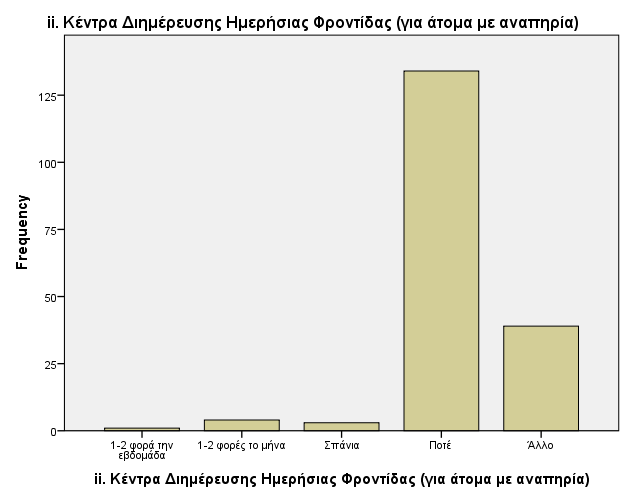 ii. Κέντρα Διημέρευσης Ημερήσιας Φροντίδας (για άτομα με αναπηρία)
Frequency
125
100
75
50
25
0
1-2 φορά την
εβδομάδα
1-2 φορές το μήνα
Σπάνια
Ποτέ
Άλλο
ii. Κέντρα Διημέρευσης Ημερήσιας Φροντίδας (για άτομα με αναπηρία)